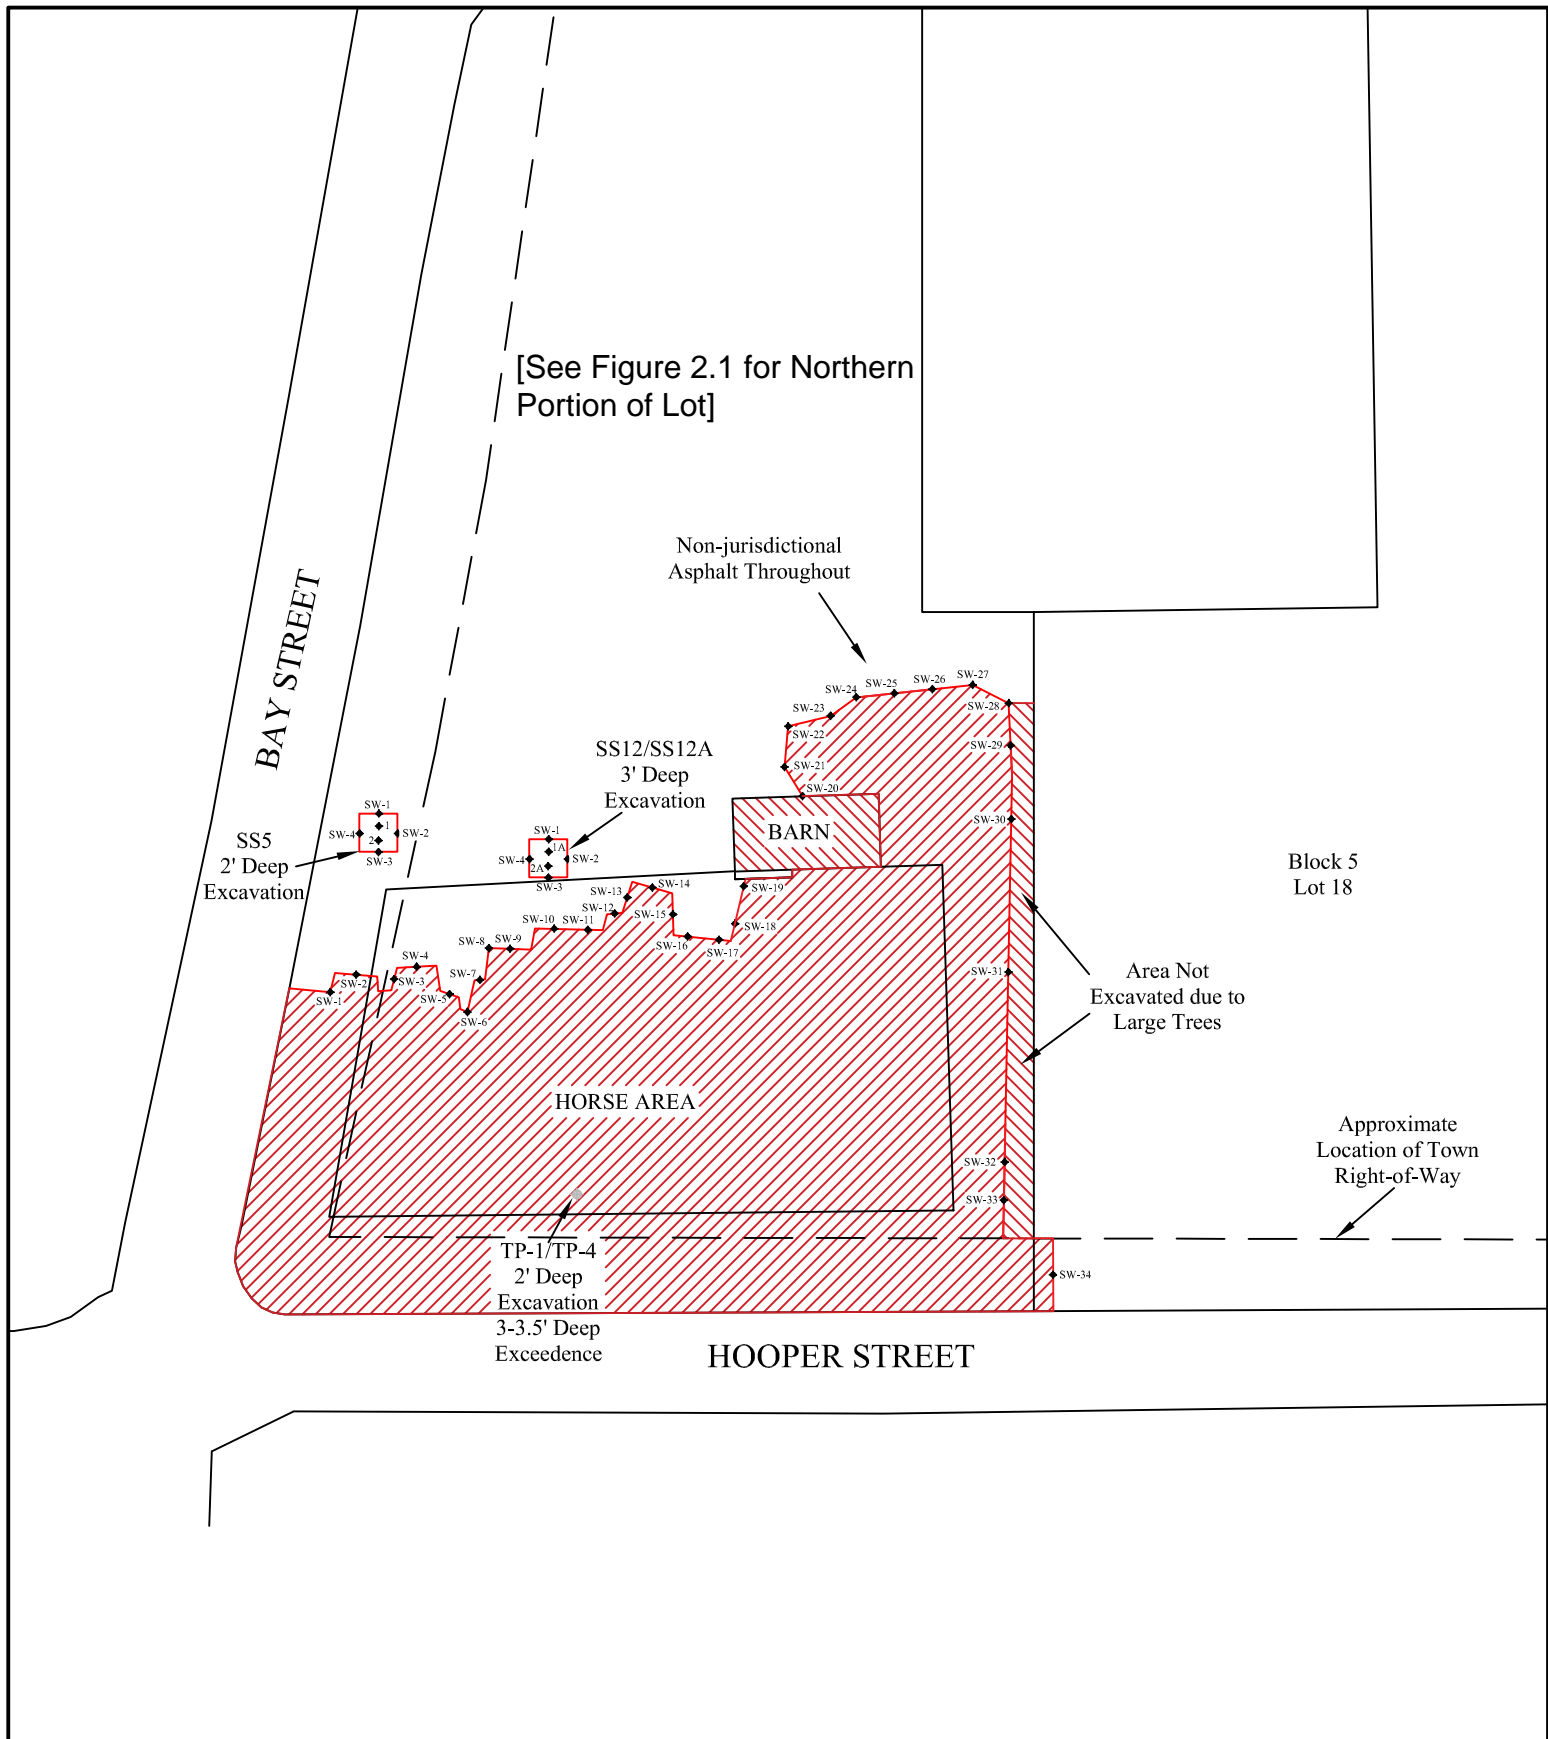 [See Figure 2.1 for Northern
Portion of Lot]
Non-jurisdictional
Asphalt Throughout
BAY STREET
SW-27
SW-26
SW-25
SW-24
SW-23
SW-28
SW-22
SW-29
SW-21
SW-20
SS12/SS12A
3' Deep
Excavation
SW-1
SW-4
1
2
SW-2
SW-3
SS5
2' Deep
Excavation
SW-1
1A
SW-4
2A
SW-2
SW-3
BARN
SW-30
Block 5
Lot 18
SW-19
SW-14
SW-13
SW-12
SW-15
SW-18
SW-10
SW-11
SW-16
SW-17
SW-8
SW-9
SW-4
SW-7
SW-2
SW-3
SW-1
SW-5
SW-6
SW-31
Area Not
Excavated due to
Large Trees
HORSE AREA
Approximate
Location of Town
Right-of-Way
SW-32
SW-33
SW-34
TP-1/TP-4
2' Deep
Excavation
3-3.5' Deep
Exceedence
HOOPER STREET